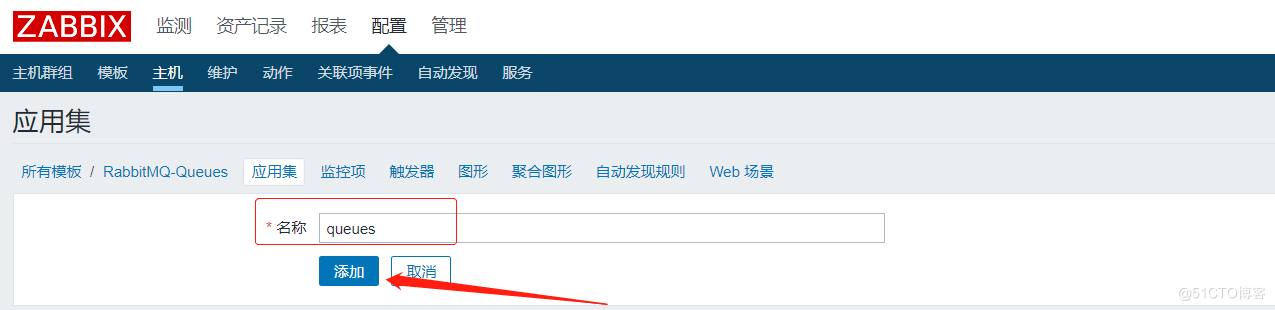 ZABBIX 监测 资产记录 报表 配置 管理
主机群组 模板 主机 维护 动作 关联项事件 自动发现 服务
应用集
所有模板 / RabbitMQ-Queues 应用集 监控项 触发器 图形 聚合图形 自动发现规则 Web 场景
* 名称 queues
添加 取消
@51CTO博客